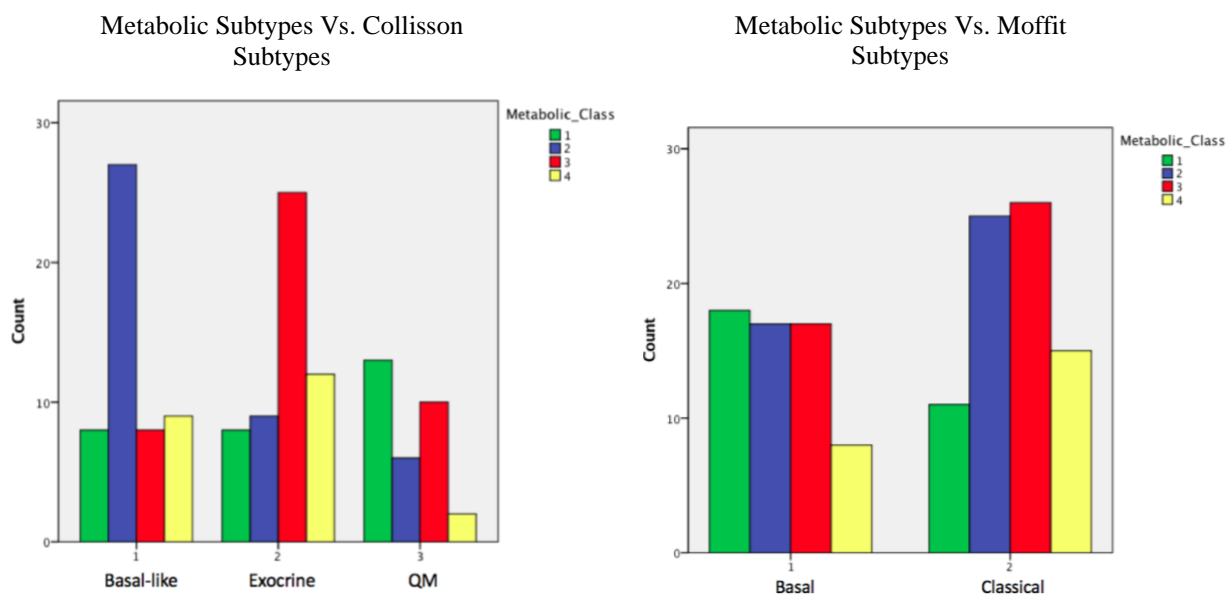 Metabolic Subtypes Vs. Collisson
Subtypes
Metabolic_Class
1
2
3
4
30
20
10
0
Count
1
2
3
Basal-like
Exocrine
QM
Metabolic Subtypes Vs. Moffit
Subtypes
Metabolic_Class
1
2
3
4
30
20
10
0
Count
1
2
Basal
Classical